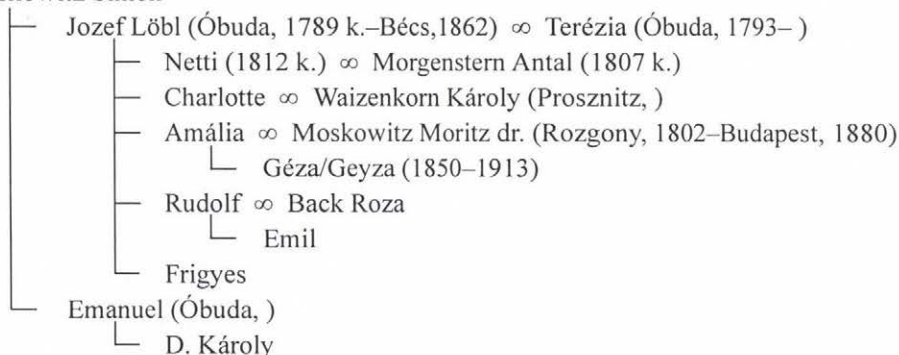 Jozef Löbl (Óbuda, 1789 k.–Bécs,1862) ∞ Terézia (Óbuda, 1793– )
Netti (1812 k.) ∞ Morgenstern Antal (1807 k.)
Charlotte ∞ Waizenkorn Károly (Prosznitz, )
Amália ∞ Moskowitz Moritz dr. (Rozgony, 1802–Budapest, 1880)
Géza/Geyza (1850–1913)
Rudolf ∞ Back Roza
Emil
Frigyes
Emanuel (Óbuda, )
D. Károly